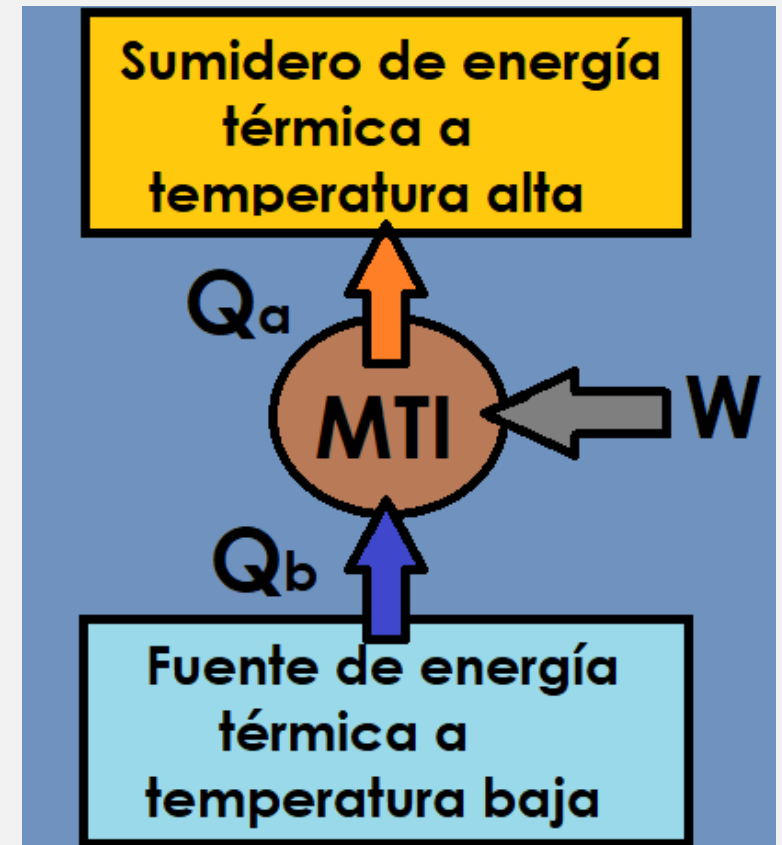 Sumidero de energía
térmica a
temperatura alta
Qa
MTI
W
Qb
Fuente de energía
térmica a
temperatura baja